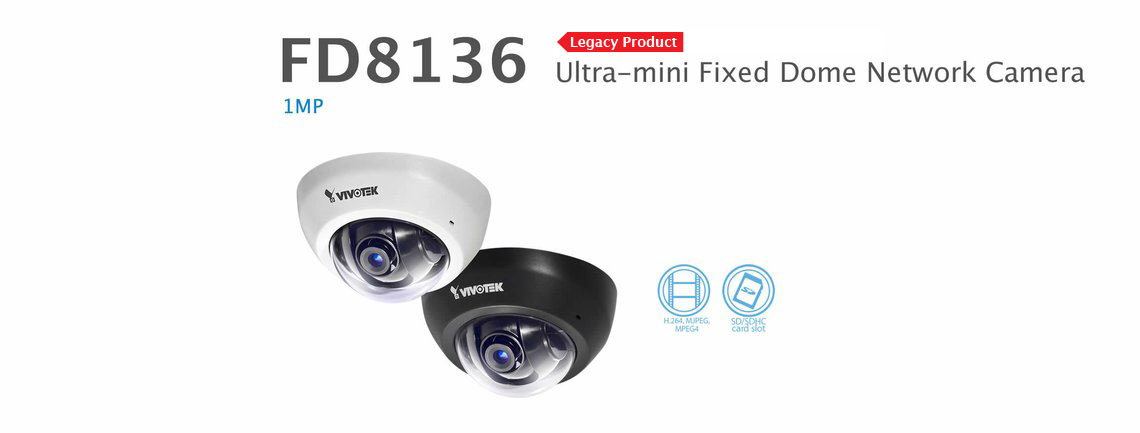 Legacy Product
FD8136 Ultra-mini Fixed Dome Network Camera
1MP
VIVOTEK
VIVOTEK
H.264, MJPEG,
MPEG4
SD/SDHC
card slot
SD